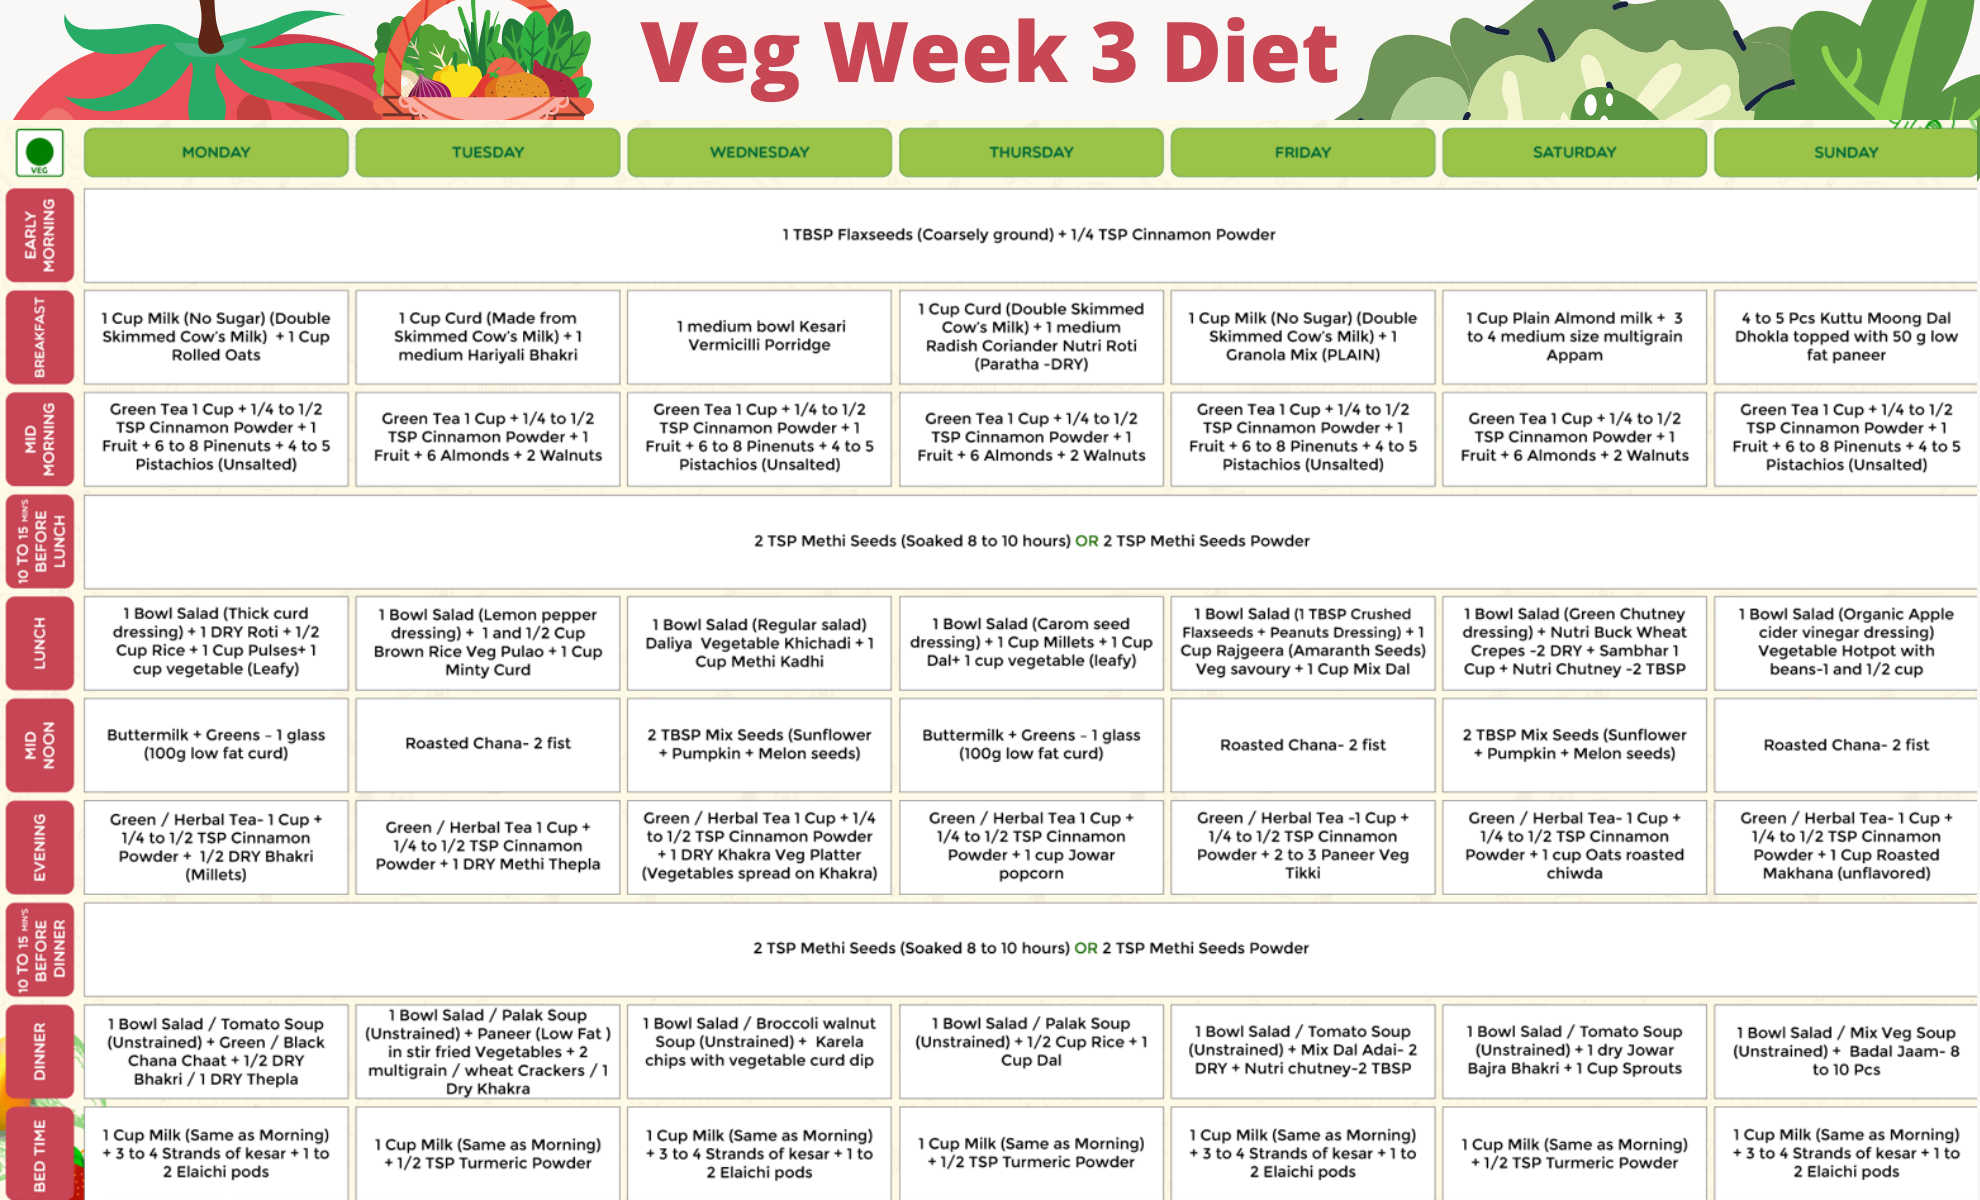 Veg Week 3 Diet
VEG
MONDAY
TUESDAY
WEDNESDAY
THURSDAY
FRIDAY
SATURDAY
SUNDAY
EARLY
MORNING
1 TBSP Flaxseeds (Coarsely ground) + 1/4 TSP Cinnamon Powder
BREAKFAST
1 Cup Milk (No Sugar) (Double
Skimmed Cow's Milk) + 1 Cup
Rolled Oats
1 Cup Curd (Made from
Skimmed Cow's Milk) + 1
medium Hariyali Bhakri
1 medium bowl Kesari
Vermicilli Porridge
1 Cup Curd (Double Skimmed
Cow's Milk) + 1 medium
Radish Coriander Nutri Roti
(Paratha -DRY)
1 Cup Milk (No Sugar) (Double
Skimmed Cow's Milk) + 1
Granola Mix (PLAIN)
1 Cup Plain Almond milk + 3
to 4 medium size multigrain
Appam
4 to 5 Pcs Kuttu Moong Dal
Dhokla topped with 50 g low
fat paneer
MID
MORNING
Green Tea 1 Cup + 1/4 to 1/2
TSP Cinnamon Powder + 1
Fruit + 6 to 8 Pinenuts + 4 to 5
Pistachios (Unsalted)
Green Tea 1 Cup + 1/4 to 1/2
TSP Cinnamon Powder + 1
Fruit + 6 Almonds + 2 Walnuts
Green Tea 1 Cup + 1/4 to 1/2
TSP Cinnamon Powder + 1
Fruit + 6 to 8 Pinenuts + 4 to 5
Pistachios (Unsalted)
Green Tea 1 Cup + 1/4 to 1/2
TSP Cinnamon Powder + 1
Fruit + 6 Almonds + 2 Walnuts
Green Tea 1 Cup + 1/4 to 1/2
TSP Cinnamon Powder + 1
Fruit + 6 to 8 Pinenuts + 4 to 5
Pistachios (Unsalted)
Green Tea 1 Cup + 1/4 to 1/2
TSP Cinnamon Powder + 1
Fruit + 6 Almonds + 2 Walnuts
Green Tea 1 Cup + 1/4 to 1/2
TSP Cinnamon Powder + 1
Fruit + 6 to 8 Pinenuts + 4 to 5
Pistachios (Unsalted)
10 TO 15 MIN'S
BEFORE
LUNCH
2 TSP Methi Seeds (Soaked 8 to 10 hours) OR 2 TSP Methi Seeds Powder
LUNCH
1 Bowl Salad (Thick curd
dressing) + 1 DRY Roti + 1/2
Cup Rice + 1 Cup Pulses+ 1
cup vegetable (Leafy)
1 Bowl Salad (Lemon pepper
dressing) + 1 and 1/2 Cup
Brown Rice Veg Pulao + 1 Cup
Minty Curd
1 Bowl Salad (Regular salad)
Daliya Vegetable Khichadi + 1
Cup Methi Kadhi
1 Bowl Salad (Carom seed
dressing) + 1 Cup Millets + 1 Cup
Dal+ 1 cup vegetable (leafy)
1 Bowl Salad (1 TBSP Crushed
Flaxseeds + Peanuts Dressing) + 1
Cup Rajgeera (Amaranth Seeds)
Veg savoury + 1 Cup Mix Dal
1 Bowl Salad (Green Chutney
dressing) + Nutri Buck Wheat
Crepes -2 DRY + Sambhar 1
Cup + Nutri Chutney -2 TBSP
1 Bowl Salad (Organic Apple
cider vinegar dressing)
Vegetable Hotpot with
beans-1 and 1/2 cup
MID
NOON
Buttermilk + Greens – 1 glass
(100g low fat curd)
Roasted Chana- 2 fist
2 TBSP Mix Seeds (Sunflower
+ Pumpkin + Melon seeds)
Buttermilk + Greens – 1 glass
(100g low fat curd)
Roasted Chana- 2 fist
2 TBSP Mix Seeds (Sunflower
+ Pumpkin + Melon seeds)
Roasted Chana- 2 fist
EVENING
Green / Herbal Tea- 1 Cup +
1/4 to 1/2 TSP Cinnamon
Powder + 1/2 DRY Bhakri
(Millets)
Green / Herbal Tea 1 Cup +
1/4 to 1/2 TSP Cinnamon
Powder + 1 DRY Methi Thepla
Green / Herbal Tea 1 Cup + 1/4
to 1/2 TSP Cinnamon Powder
+ 1 DRY Khakra Veg Platter
(Vegetables spread on Khakra)
Green / Herbal Tea 1 Cup +
1/4 to 1/2 TSP Cinnamon
Powder + 1 cup Jowar
popcorn
Green / Herbal Tea -1 Cup +
1/4 to 1/2 TSP Cinnamon
Powder + 2 to 3 Paneer Veg
Tikki
Green / Herbal Tea- 1 Cup +
1/4 to 1/2 TSP Cinnamon
Powder + 1 cup Oats roasted
chiwda
Green / Herbal Tea- 1 Cup +
1/4 to 1/2 TSP Cinnamon
Powder + 1 Cup Roasted
Makhana (unflavored)
10 TO 15 MIN'S
BEFORE
DINNER
2 TSP Methi Seeds (Soaked 8 to 10 hours) OR 2 TSP Methi Seeds Powder
DINNER
1 Bowl Salad / Tomato Soup
(Unstrained) + Green / Black
Chana Chaat + 1/2 DRY
Bhakri / 1 DRY Thepla
1 Bowl Salad / Palak Soup
(Unstrained) + Paneer (Low Fat )
in stir fried Vegetables + 2
multigrain / wheat Crackers / 1
Dry Khakra
1 Bowl Salad / Broccoli walnut
Soup (Unstrained) + Karela
chips with vegetable curd dip
1 Bowl Salad / Palak Soup
(Unstrained) + 1/2 Cup Rice + 1
Cup Dal
1 Bowl Salad / Tomato Soup
(Unstrained) + Mix Dal Adai- 2
DRY + Nutri chutney-2 TBSP
1 Bowl Salad / Tomato Soup
(Unstrained) + 1 dry Jowar
Bajra Bhakri + 1 Cup Sprouts
1 Bowl Salad / Mix Veg Soup
(Unstrained) + Badal Jaam- 8
to 10 Pcs
BED TIME
1 Cup Milk (Same as Morning)
+ 3 to 4 Strands of kesar + 1 to
2 Elaichi pods
1 Cup Milk (Same as Morning)
+ 1/2 TSP Turmeric Powder
1 Cup Milk (Same as Morning)
+ 3 to 4 Strands of kesar + 1 to
2 Elaichi pods
1 Cup Milk (Same as Morning)
+ 1/2 TSP Turmeric Powder
1 Cup Milk (Same as Morning)
+ 3 to 4 Strands of kesar + 1 to
2 Elaichi pods
1 Cup Milk (Same as Morning)
+ 1/2 TSP Turmeric Powder
1 Cup Milk (Same as Morning)
+ 3 to 4 Strands of kesar + 1 to
2 Elaichi pods